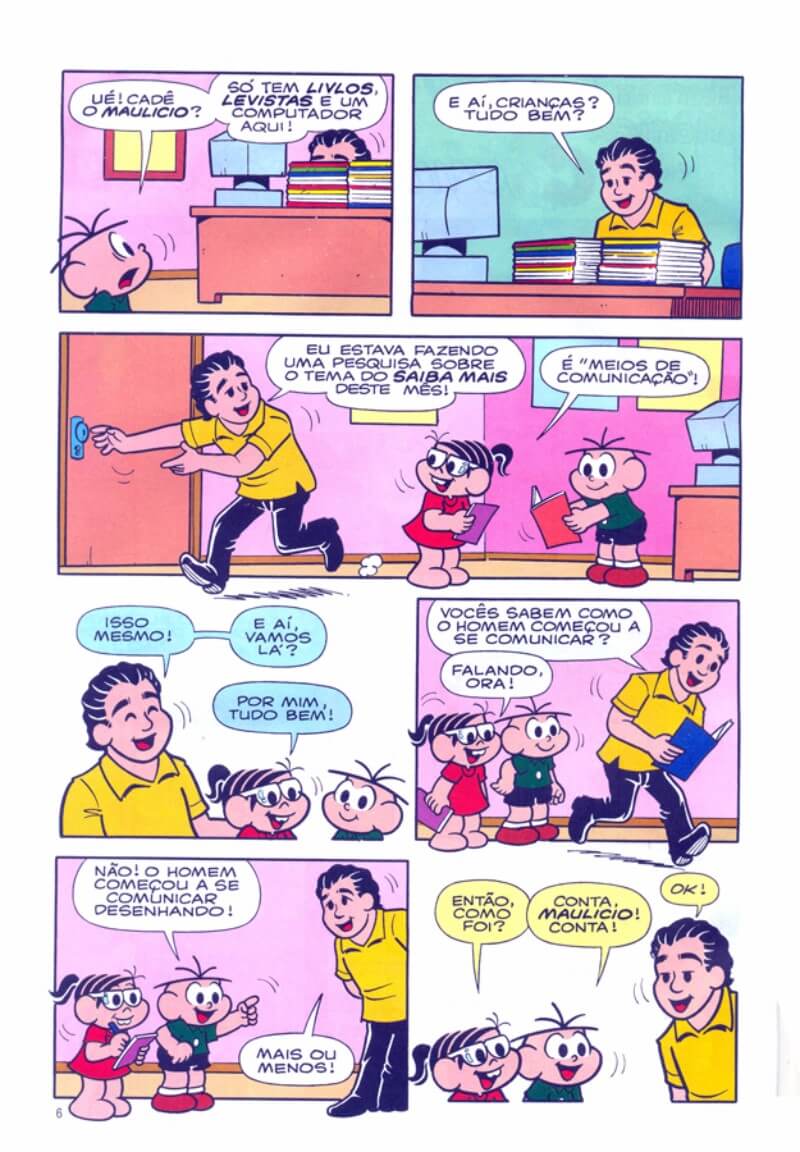 UÉ! CADÊ
O MAULICIO?
SÓ TEM LIVLOS,
LEVISTAS E UM
COMPUTADOR
AQUI!
E AÍ, CRIANÇAS?
TUDO BEM?
EU ESTAVA FAZENDO
UMA PESQUISA SOBRE
O TEMA DO SAIBA MAIS
DESTE MÊS!
É "MEIOS DE
COMUNICAÇÃO"!
ISSO
MESMO!
E AÍ,
VAMOS
LÁ?
POR MIM,
TUDO BEM!
VOCÊS SABEM COMO
O HOMEM COMEÇOU A
SE COMUNICAR?
FALANDO,
ORA!
NÃO! O HOMEM
COMEÇOU A SE
COMUNICAR
DESENHANDO!
MAIS OU
MENOS!
ENTÃO,
COMO
FOI?
CONTA,
MAULICIO!
CONTA!
OK!
6